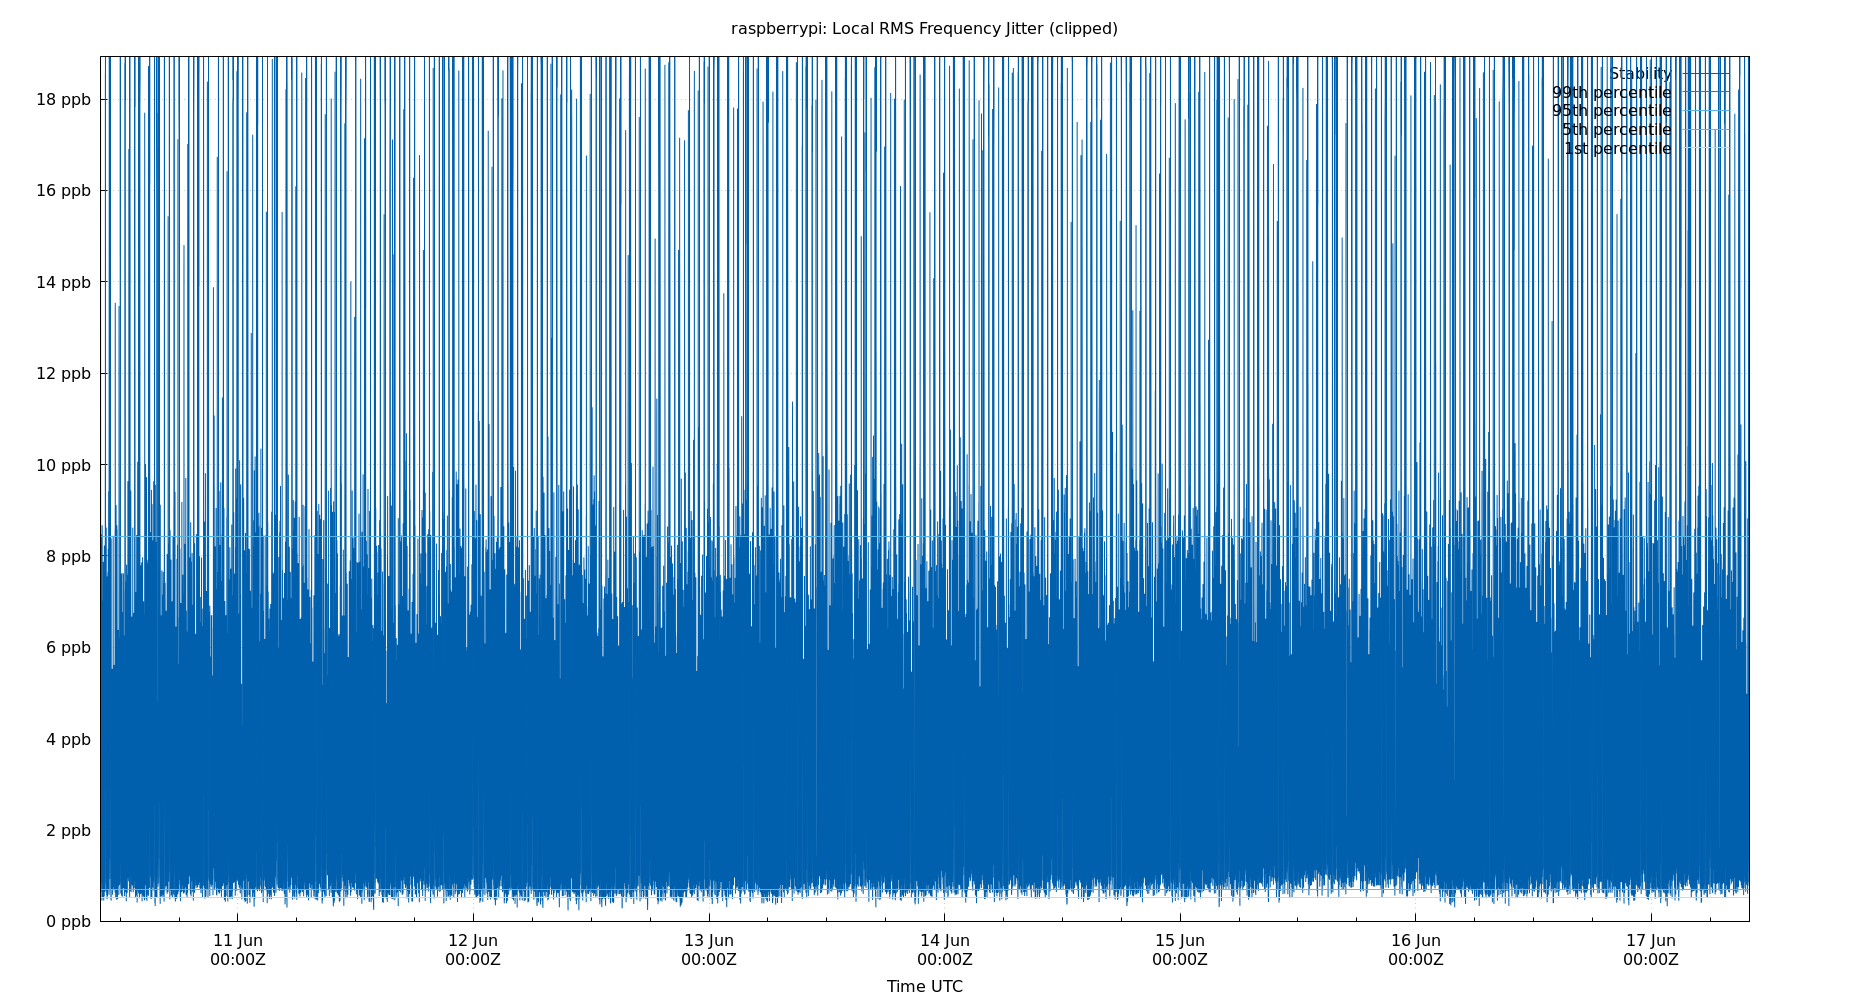 raspberrypi: Local RMS Frequency Jitter (clipped)
Stability
99th percentile
95th percentile
5th percentile
1st percentile
18 ppb
16 ppb
14 ppb
12 ppb
10 ppb
8 ppb
6 ppb
4 ppb
2 ppb
0 ppb
11 Jun 12 Jun 13 Jun 14 Jun 15 Jun 16 Jun 17 Jun
00:00Z 00:00Z 00:00Z 00:00Z 00:00Z 00:00Z 00:00Z
Time UTC